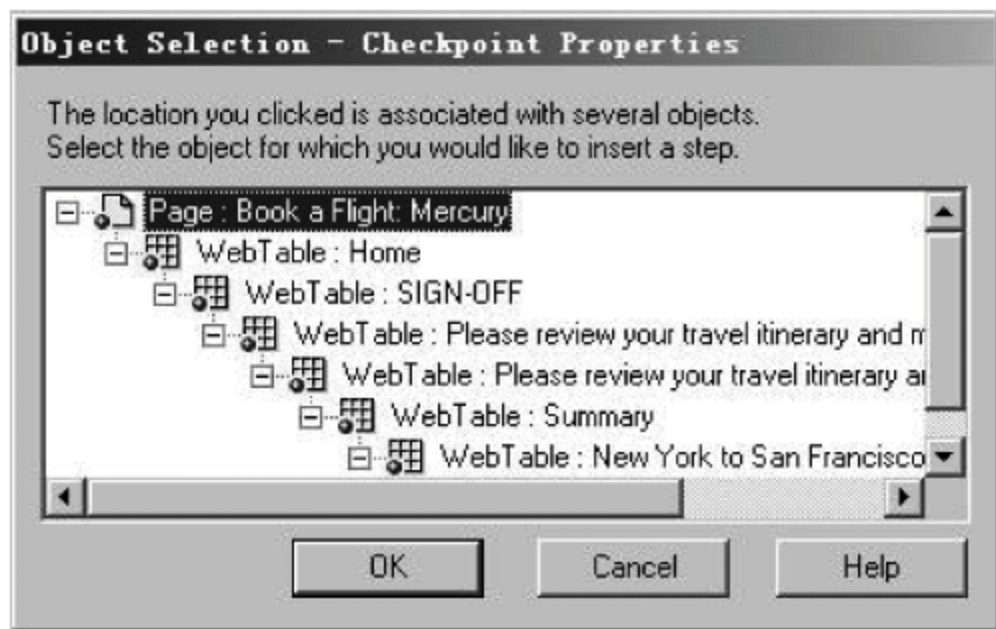 Object Selection - Checkpoint Properties
The location you clicked is associated with several objects.
Select the object for which you would like to insert a step.
Page : Book a Flight: Mercury
WebTable : Home
WebTable : SIGN-OFF
WebTable : Please review your travel itinerary and
WebTable : Please review your travel itinerary
WebTable : Summary
WebTable : New York to San Francisco
OK Cancel Help